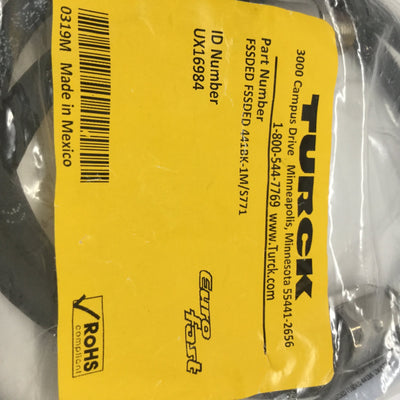 TURCK
3000 Campus Drive Minneapolis, Minnesota 55441-2656
1-800-544-7769 www.Turck.com
Part Number
FSSDED FSSDED 441BK-1M/S771
ID Number
UX16984
euro
fast
0319M Made in Mexico
RoHS
compliant